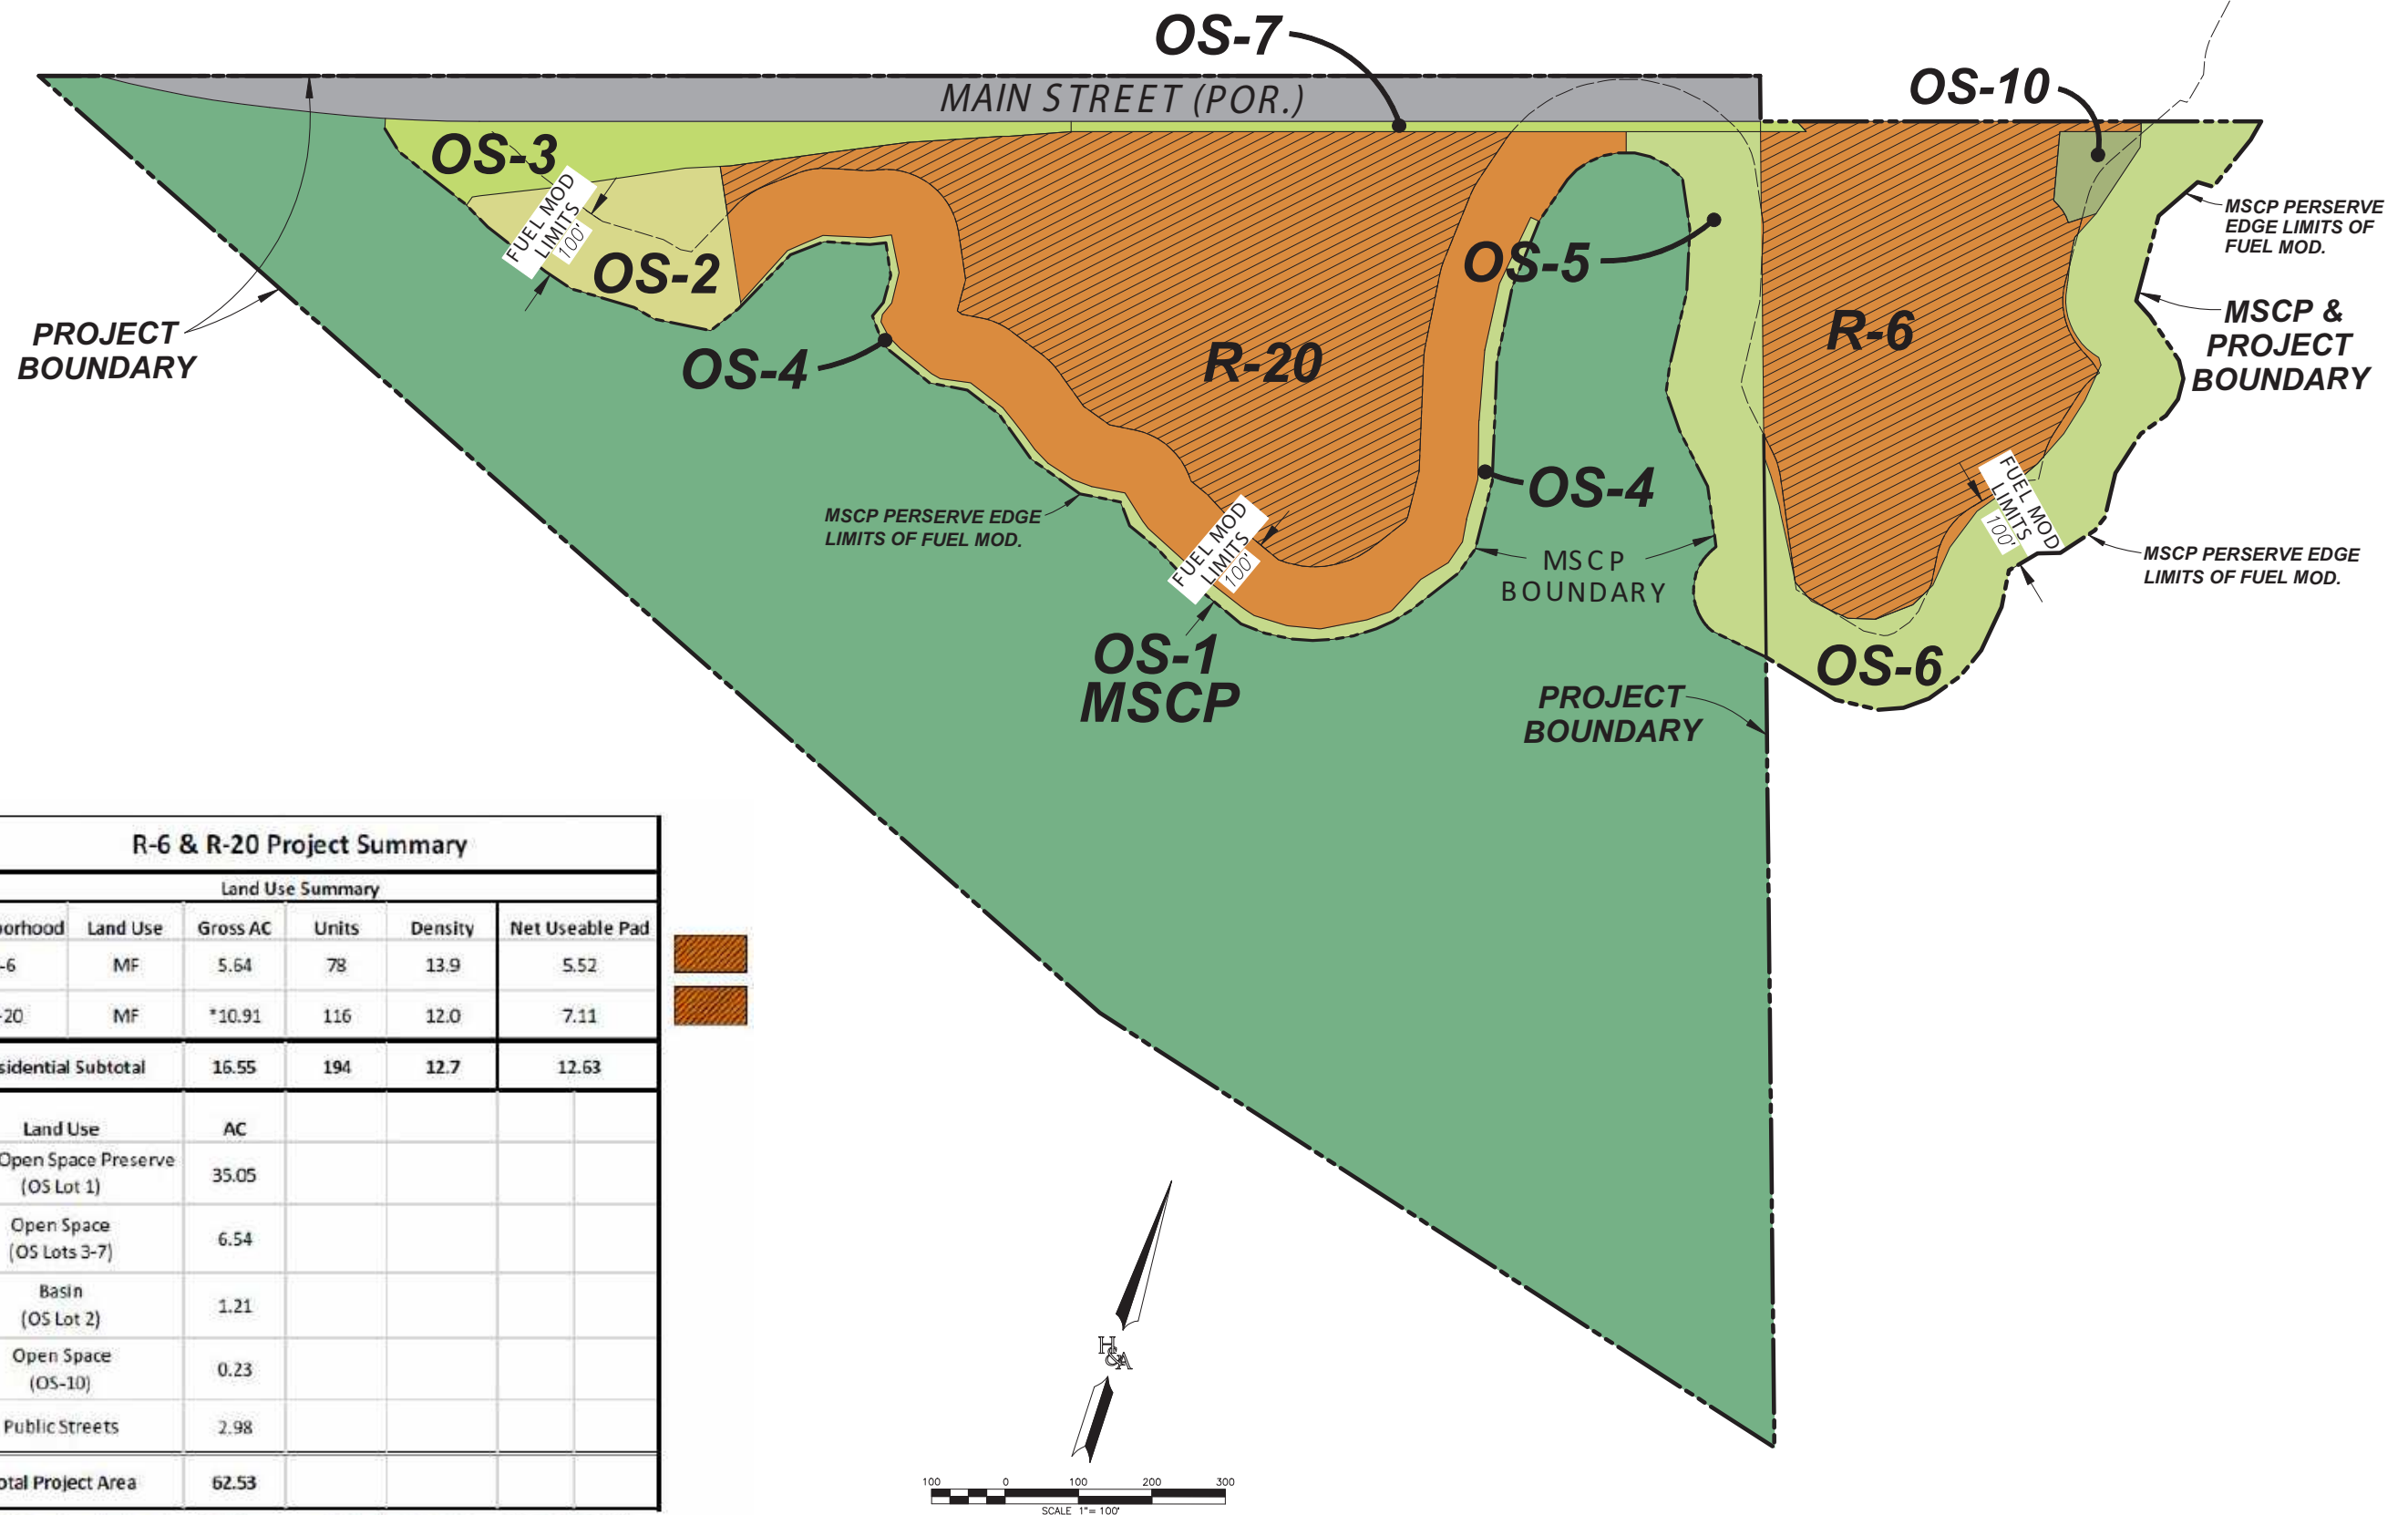 OS-7
OS-10
MAIN STREET (POR.)
OS-3
FUEL MOD
LIMITS
100'
OS-2
OS-5
MSCP PERSERVE
EDGE LIMITS OF
FUEL MOD.
PROJECT
BOUNDARY
OS-4
R-20
R-6
MSCP &
PROJECT
BOUNDARY
MSCP PERSERVE EDGE
LIMITS OF FUEL MOD.
FUEL MOD
LIMITS
100'
OS-4
MSCP
BOUNDARY
FUEL MOD
LIMITS
100'
MSCP PERSERVE EDGE
LIMITS OF FUEL MOD.
OS-1
MSCP
OS-6
PROJECT
BOUNDARY
R-6 & R-20 Project Summary
Land Use Summary
orhood Land Use Gross AC Units Density Net Useable Pad
-6 MF 5.64 78 13.9 5.52
-20 MF *10.91 116 12.0 7.11
sidential Subtotal 16.55 194 12.7 12.63
Land Use AC
Open Space Preserve
(OS Lot 1) 35.05
Open Space
(OS Lots 3-7) 6.54
Basin
(OS Lot 2) 1.21
Open Space
(OS-10) 0.23
Public Streets 2.98
otal Project Area 62.53
H&A
100 0 100 200 300
SCALE 1"= 100'